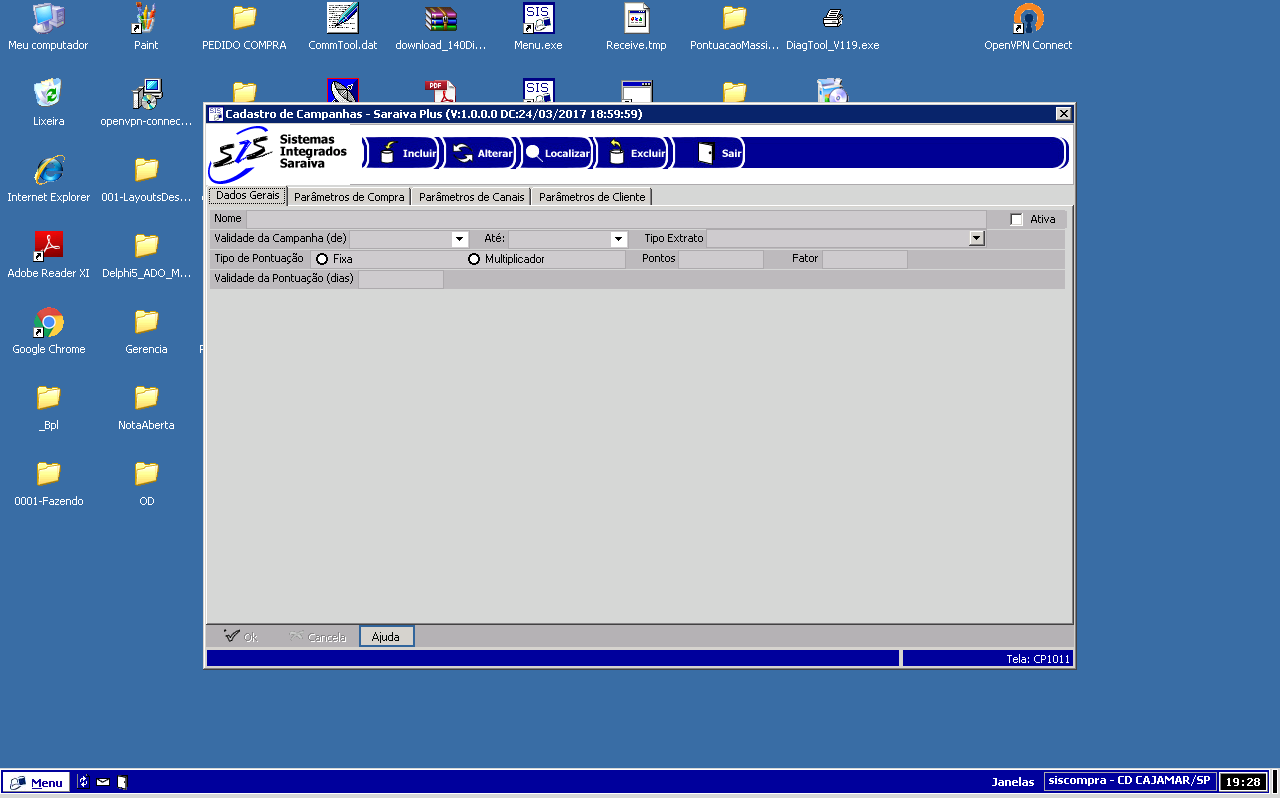 Meu computador
Paint
PEDIDO COMPRA
CommTool.dat
download_140Di...
Menu.exe
Receive.tmp
PontuacaoMassi...
DiagTool_V119.exe
OpenVPN Connect
SIS
PDF
SIS
Lixeira
openvpn-connec...
Internet Explorer
001-LayoutsDes...
Adobe Reader XI
Delphi5_ADO_M...
Google Chrome
Gerencia
_Bpl
NotaAberta
0001-Fazendo
OD
Cadastro de Campanhas - Saraiva Plus (V:1.0.0.0 DC:24/03/2017 18:59:59)
SIS
Sistemas
Integrados
Saraiva
Incluir
Alterar
Localizar
Excluir
Sair
Dados Gerais
Parâmetros de Compra
Parâmetros de Canais
Parâmetros de Cliente
Nome
Ativa
Validade da Campanha (de)
Até:
Tipo Extrato
Tipo de Pontuação
Fixa
Multiplicador
Pontos
Fator
Validade da Pontuação (dias)
Ok
Cancela
Ajuda
Tela: CP1011
Menu
Janelas
siscompra - CD CAJAMAR/SP
19:28